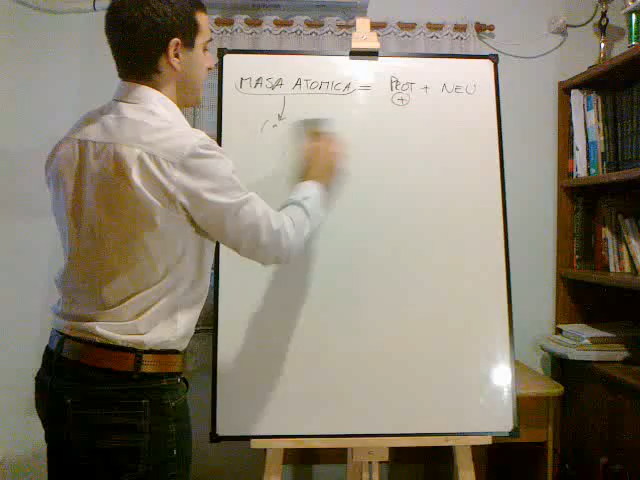 MASA ATOMICA = PROT + NEU
+